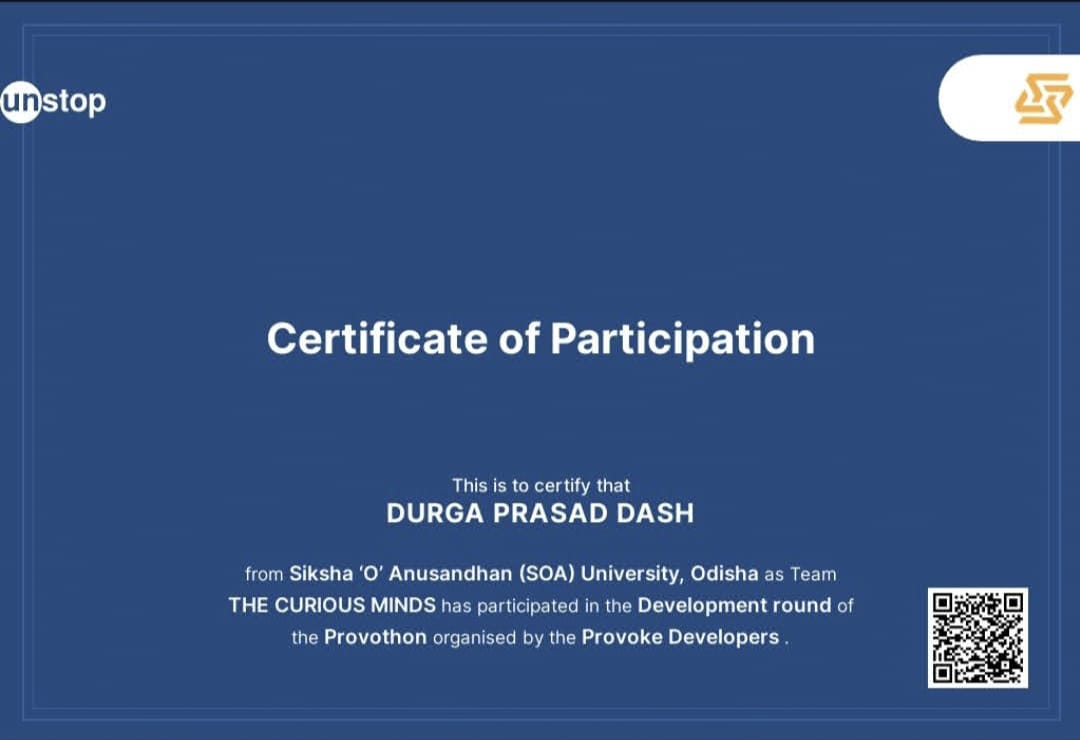 unstop
Certificate of Participation
This is to certify that
DURGA PRASAD DASH
from Siksha ‘O’ Anusandhan (SOA) University, Odisha as Team
THE CURIOUS MINDS has participated in the Development round of
the Provothon organised by the Provoke Developers .